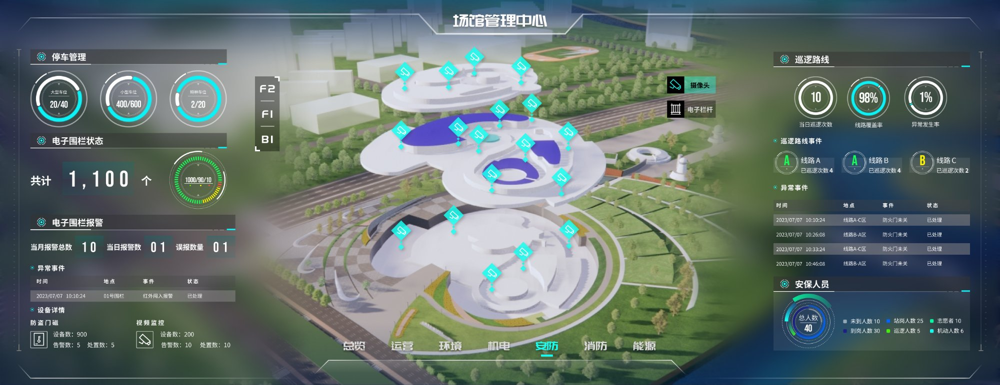 场馆管理中心
停车管理
大型车位
20/40
小型车位
400/600
特种车位
2/20
电子围栏状态
共计 1,100 个
1000/90/10
电子围栏报警
当月报警总数 10 当日报警数 01 误报数量 01
异常事件
时间 地点 事件 状态
2023/07/07 10:10:24 01号围栏 红外闯入报警 已处理
设备详情
防盗门磁
设备数：900
告警数：5 处置数：5
视频监控
设备数：200
告警数：10 处置数：10
F2
F1
B1
摄像头
电子栏杆
总览 运营 环境 机电 安防 消防 能源
巡逻路线
10
当日巡逻次数
98%
线路覆盖率
1%
异常发生率
巡逻路线事件
A 线路 A
已巡逻次数 4
A 线路 B
已巡逻次数 4
B 线路 C
已巡逻次数 2
异常事件
时间 地点 事件 状态
2023/07/07 10:10:24 线路A-C区 防火门未关 已处理
2023/07/07 10:26:08 线路B-A区 防火门未关 已处理
2023/07/07 10:33:24 线路A-C区 防火门未关 已处理
2023/07/07 10:46:08 线路B-A区 防火门未关 已处理
安保人员
总人数
40
未到人数 10 站岗人数 25 志愿者 10
到岗人数 30 巡逻人数 5 机动人数 6